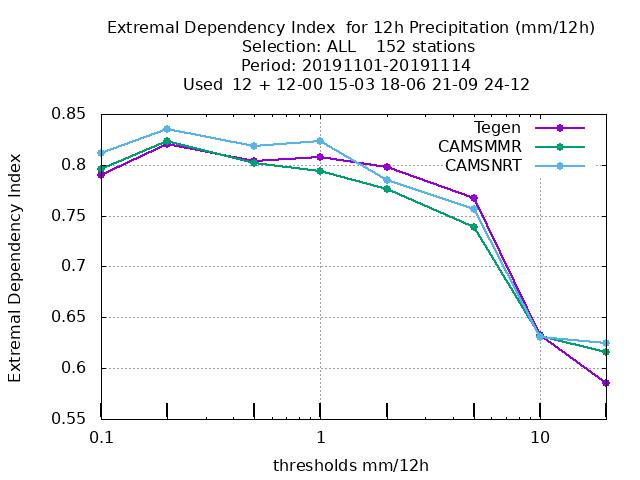 Extremal Dependency Index  for 12h Precipitation (mm/12h)
Selection: ALL    152 stations
Period: 20191101-20191114
Used  12 + 12-00 15-03 18-06 21-09 24-12
Extremal Dependency Index
0.85
0.8
0.75
0.7
0.65
0.6
0.55
Tegen
CAMSMMR
CAMSNRT
0.1
1
10
thresholds mm/12h